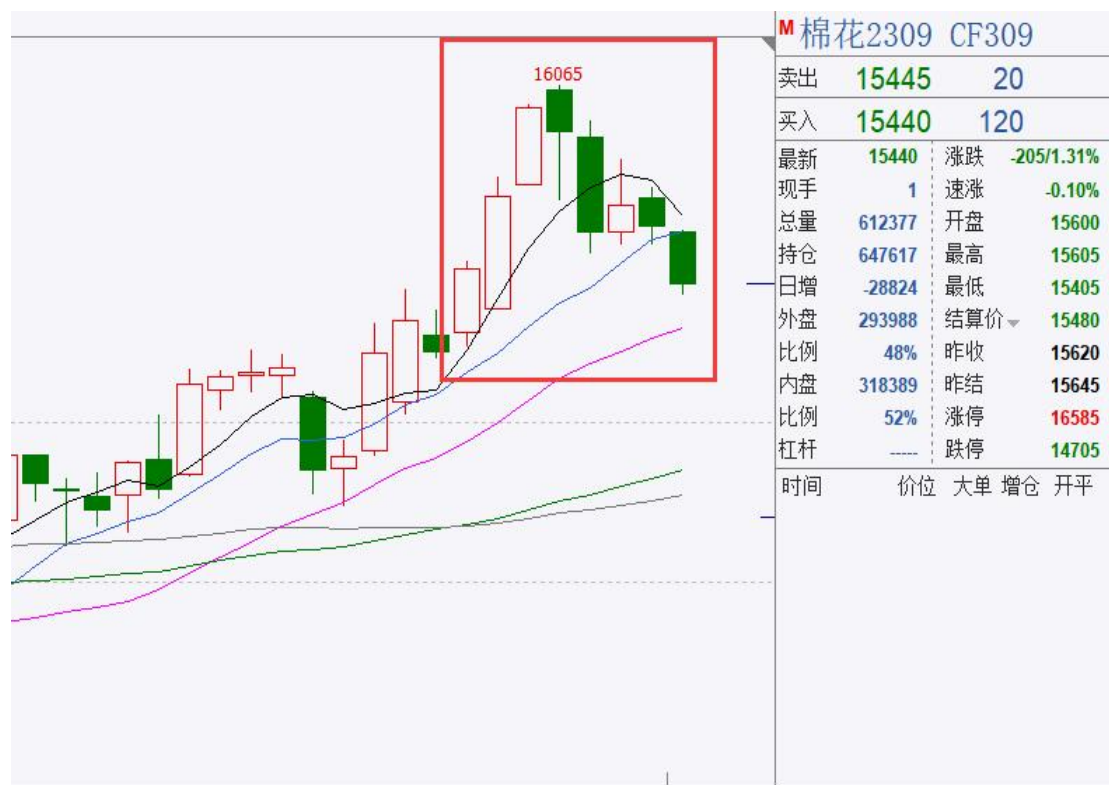 16065
M 棉花2309 CF309
卖出 15445 20
买入 15440 120
最新 15440 涨跌 -205/1.31%
现手 1 速涨 -0.10%
总量 612377 开盘 15600
持仓 647617 最高 15605
日增 -28824 最低 15405
外盘 293988 结算价 15480
比例 48% 昨收 15620
内盘 318389 昨结 15645
比例 52% 涨停 16585
杠杆 ----- 跌停 14705
时间 价位 大单 增仓 开平